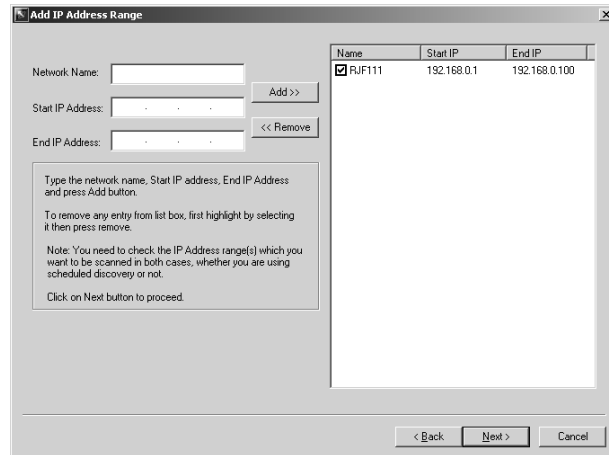 Add IP Address Range
Network Name:
Start IP Address:
End IP Address:
Add >>
<< Remove
Type the network name, Start IP address, End IP Address
and press Add button.
To remove any entry from list box, first highlight by selecting
it then press remove.
Note: You need to check the IP Address range(s) which you
want to be scanned in both cases, whether you are using
scheduled discovery or not.
Click on Next button to proceed.
Name Start IP End IP
RJF111 192.168.0.1 192.168.0.100
< Back Next > Cancel